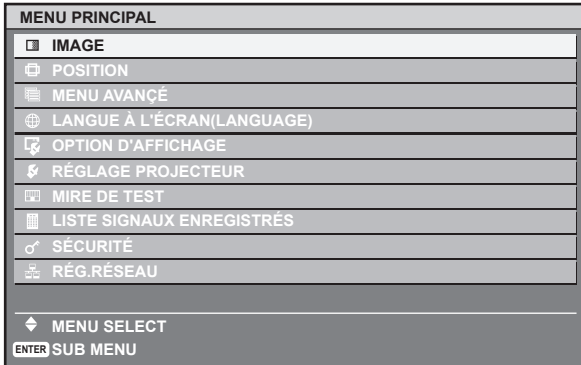 MENU PRINCIPAL
IMAGE
POSITION
MENU AVANÇÉ
LANGUE À L'ÉCRAN(LANGUAGE)
OPTION D'AFFICHAGE
RÉGLAGE PROJECTEUR
MIRE DE TEST
LISTE SIGNAUX ENREGISTRÉS
SÉCURITÉ
RÉG.RÉSEAU
MENU SELECT
ENTER SUB MENU